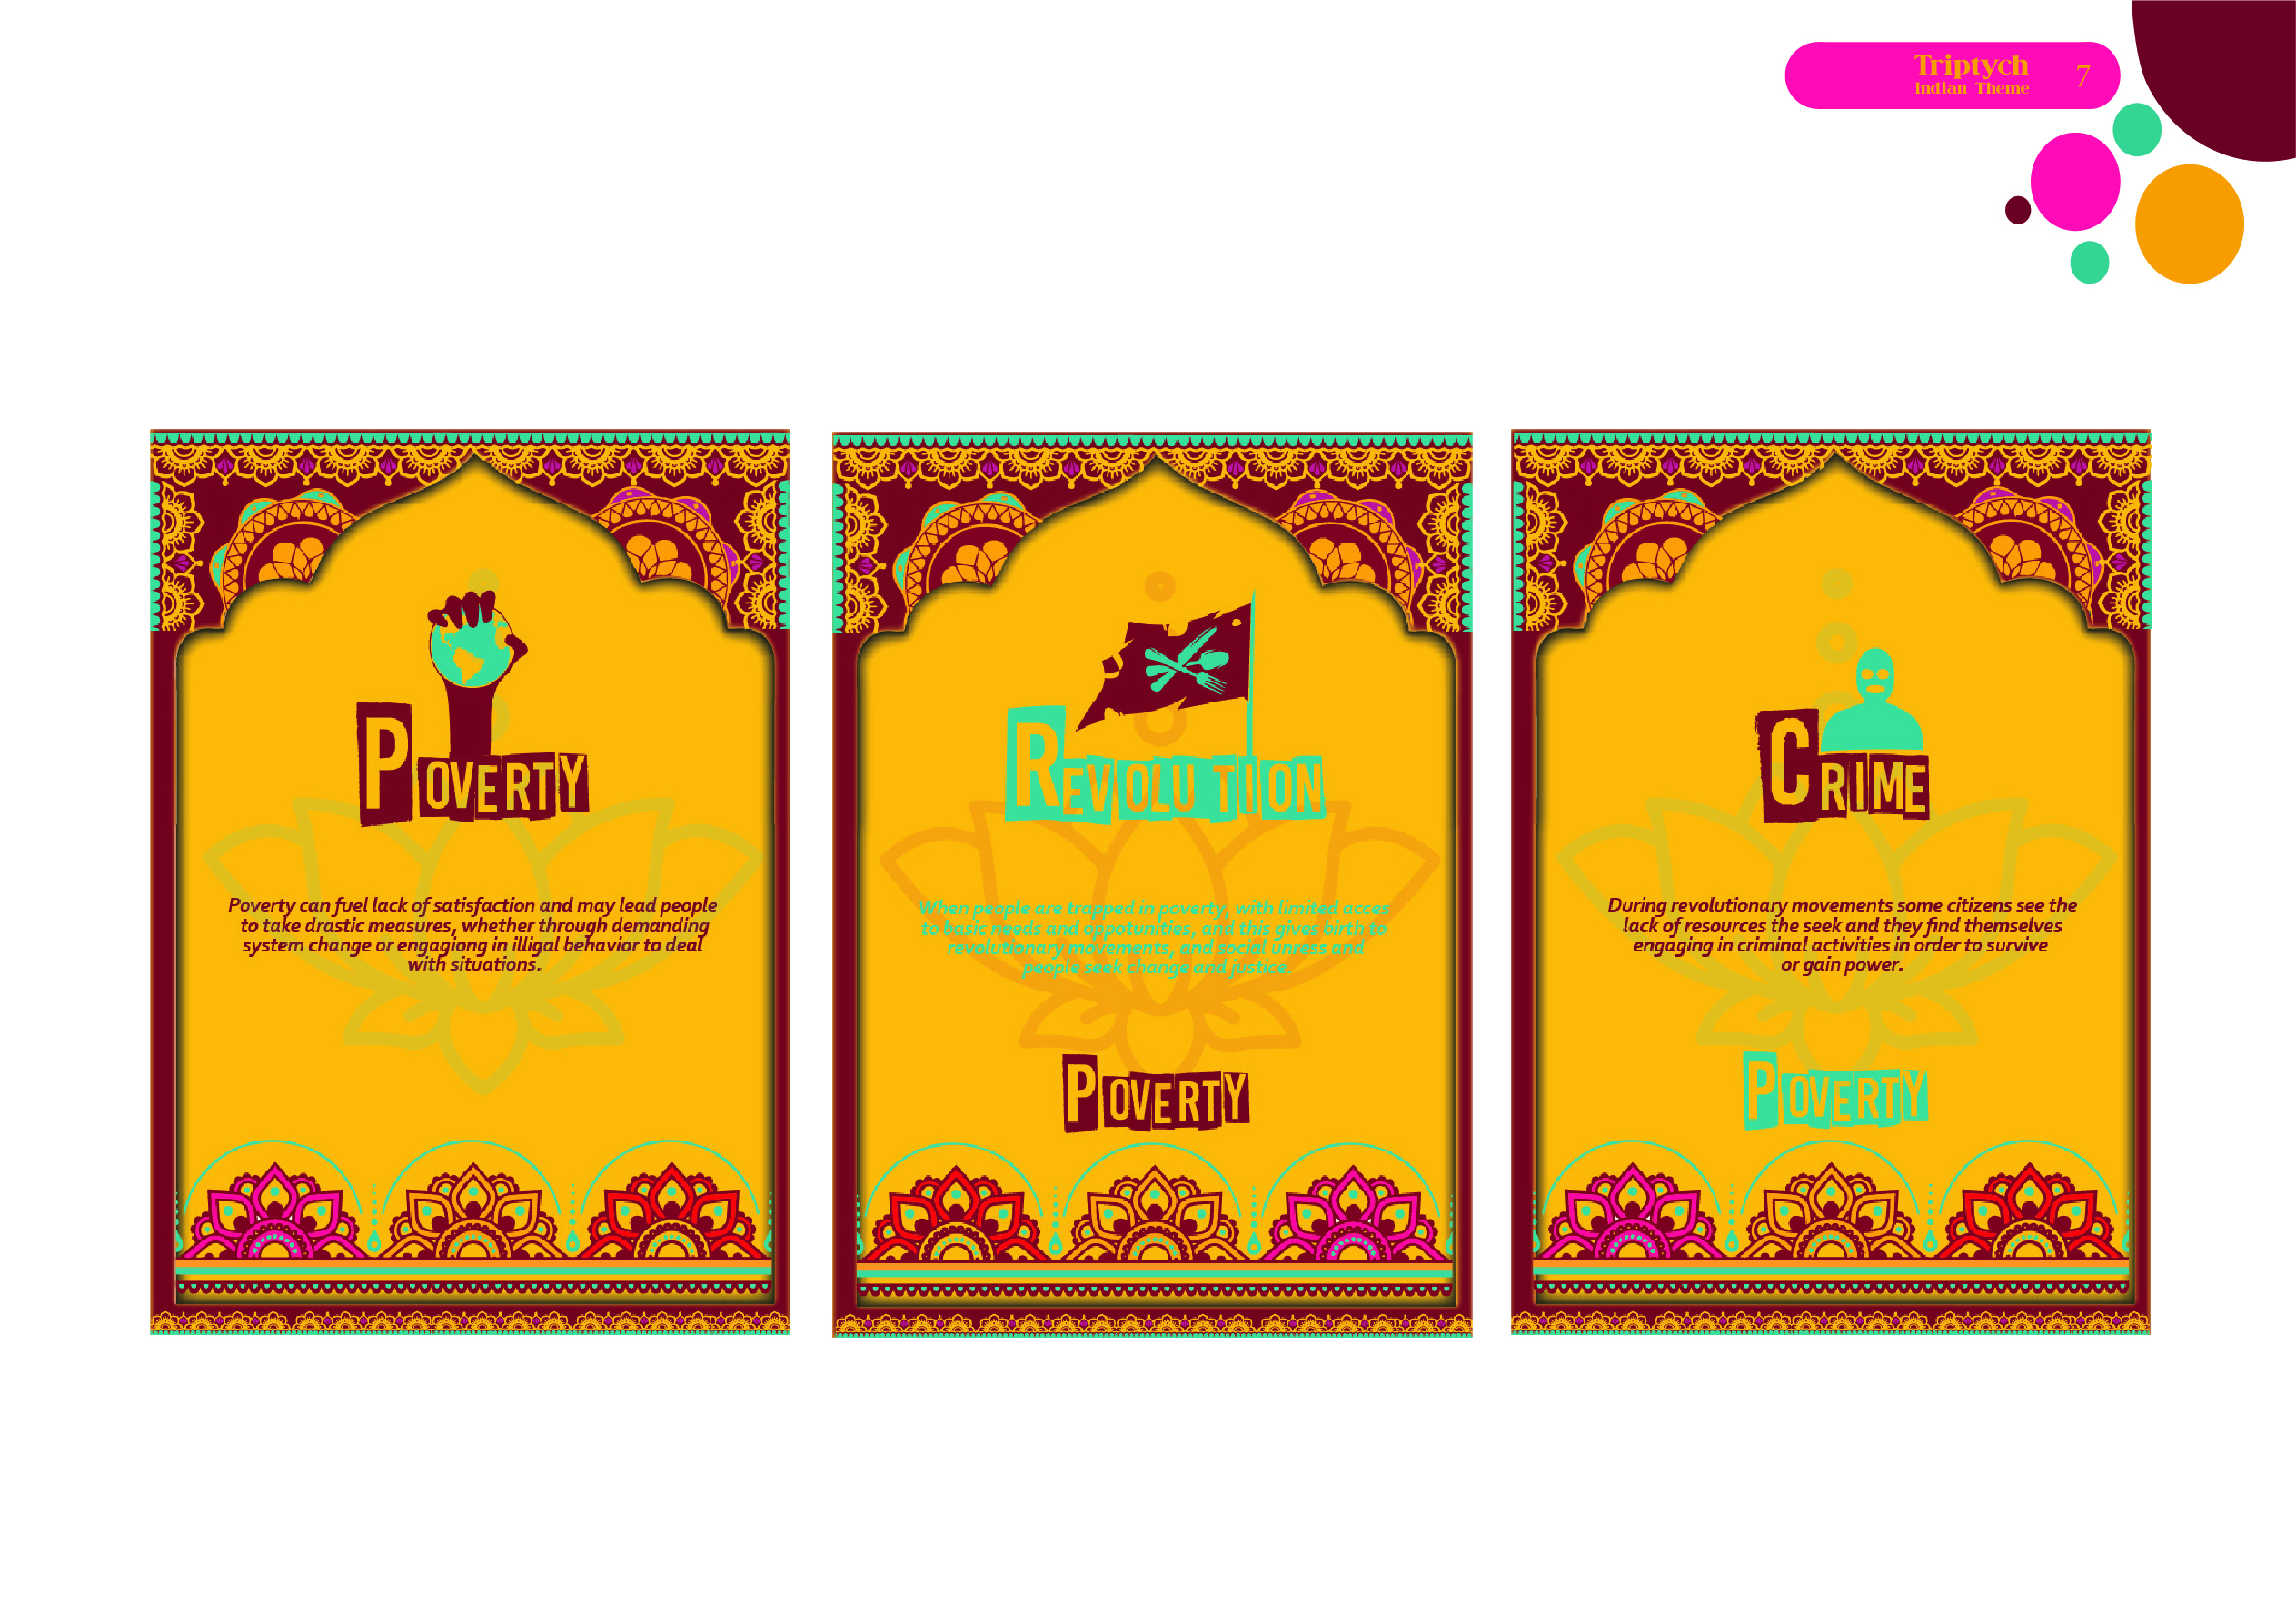 Triptych
Indian Theme
7
POVERTY
Poverty can fuel lack of satisfaction and may lead people
to take drastic measures, whether through demanding
system change or engagiong in illigal behavior to deal
with situations.
REVOLUTION
When people are trapped in poverty, with limited acces
to basic needs and oppotunities, and this gives birth to
revolutionary movements, and social unress and
people seek change and justice.
POVERTY
CRIME
During revolutionary movements some citizens see the
lack of resources the seek and they find themselves
engaging in criminal activities in order to survive
or gain power.
POVERTY